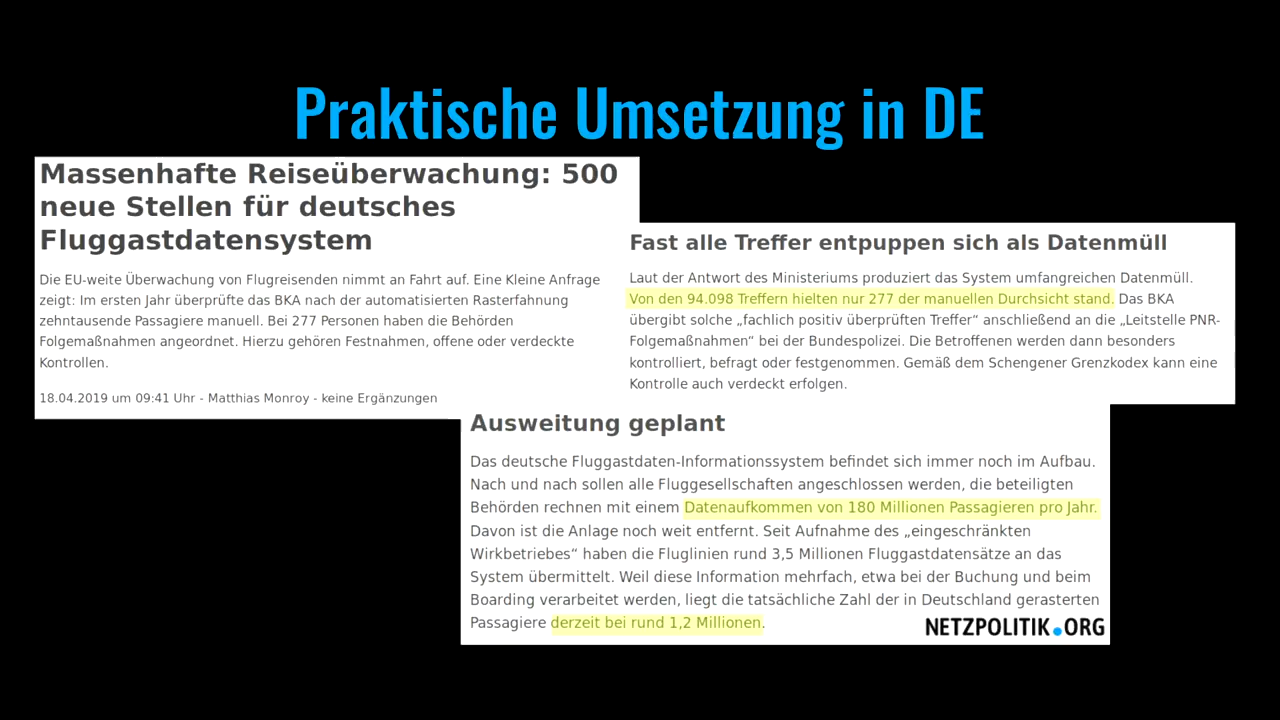 Praktische Umsetzung in DE
Massenhafte Reiseüberwachung: 500
neue Stellen für deutsches
Fluggastdatensystem
Die EU-weite Überwachung von Flugreisenden nimmt an Fahrt auf. Eine Kleine Anfrage
zeigt: Im ersten Jahr überprüfte das BKA nach der automatisierten Rasterfahnung
zehntausende Passagiere manuell. Bei 277 Personen haben die Behörden
Folgemaßnahmen angeordnet. Hierzu gehören Festnahmen, offene oder verdeckte
Kontrollen.
18.04.2019 um 09:41 Uhr - Matthias Monroy - keine Ergänzungen
Fast alle Treffer entpuppen sich als Datenmüll
Laut der Antwort des Ministeriums produziert das System umfangreichen Datenmüll.
Von den 94.098 Treffern hielten nur 277 der manuellen Durchsicht stand. Das BKA
übergibt solche „fachlich positiv überprüften Treffer“ anschließend an die „Leitstelle PNR-
Folgemaßnahmen“ bei der Bundespolizei. Die Betroffenen werden dann besonders
kontrolliert, befragt oder festgenommen. Gemäß dem Schengener Grenzkodex kann eine
Kontrolle auch verdeckt erfolgen.
Ausweitung geplant
Das deutsche Fluggastdaten-Informationssystem befindet sich immer noch im Aufbau.
Nach und nach sollen alle Fluggesellschaften angeschlossen werden, die beteiligten
Behörden rechnen mit einem Datenaufkommen von 180 Millionen Passagieren pro Jahr.
Davon ist die Anlage noch weit entfernt. Seit Aufnahme des „eingeschränkten
Wirkbetriebes“ haben die Fluglinien rund 3,5 Millionen Fluggastdatensätze an das
System übermittelt. Weil diese Information mehrfach, etwa bei der Buchung und beim
Boarding verarbeitet werden, liegt die tatsächliche Zahl der in Deutschland gerasterten
Passagiere derzeit bei rund 1,2 Millionen.
NETZPOLITIK.ORG